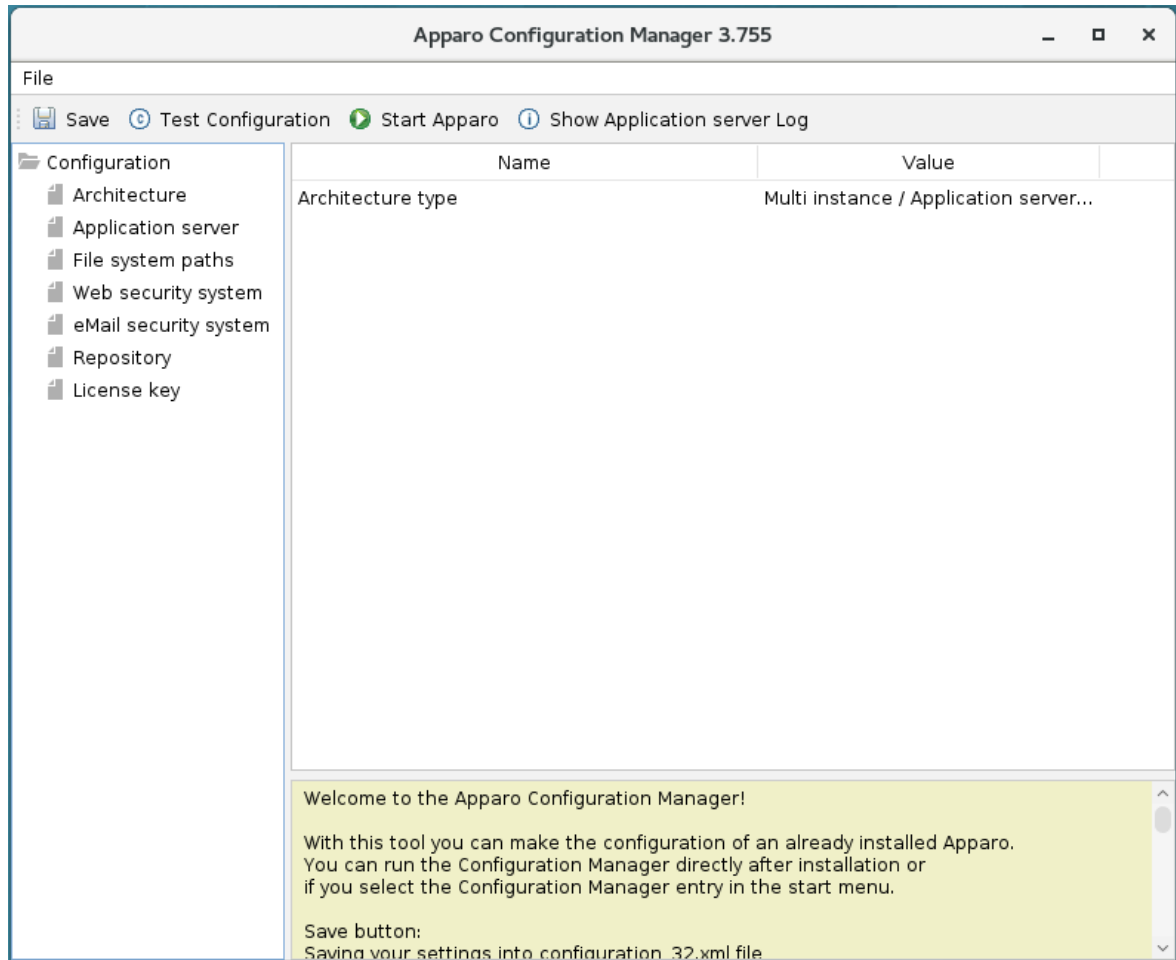 Apparo Configuration Manager 3.755
File
Save Test Configuration Start Apparo Show Application server Log
Configuration
Architecture
Application server
File system paths
Web security system
eMail security system
Repository
License key
Name Value
Architecture type Multi instance / Application server...
Welcome to the Apparo Configuration Manager!
With this tool you can make the configuration of an already installed Apparo.
You can run the Configuration Manager directly after installation or
if you select the Configuration Manager entry in the start menu.
Save button:
Saving your settings into configuration_32.xml file